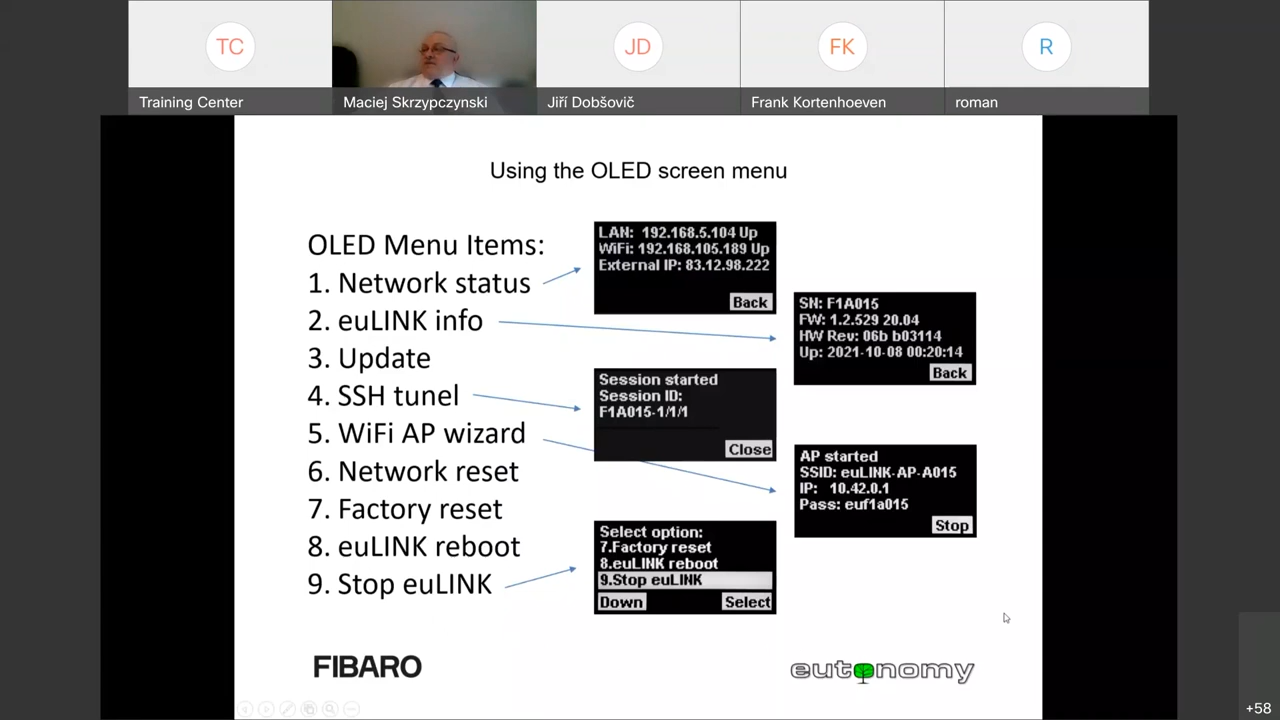 TC
JD
FK
R
Training Center
Maciej Skrzypczynski
Jiří Dobšovič
Frank Kortenhoeven
roman
Using the OLED screen menu
OLED Menu Items:
1. Network status
2. euLINK info
3. Update
4. SSH tunel
5. WiFi AP wizard
6. Network reset
7. Factory reset
8. euLINK reboot
9. Stop euLINK
LAN: 192.168.5.104 Up
WiFi: 192.168.105.189 Up
External IP: 83.12.98.222
Back
SN: F1A015
FW: 1.2.529 20.04
HW Rev: 06b b03114
Up: 2021-10-08 00:20:14
Back
Session started
Session ID:
F1A015-1/1/1
Close
AP started
SSID: euLINK-AP-A015
IP: 10.42.0.1
Pass: euf1a015
Stop
Select option:
7.Factory reset
8.euLINK reboot
9.Stop euLINK
Down Select
FIBARO
eutonomy
+58